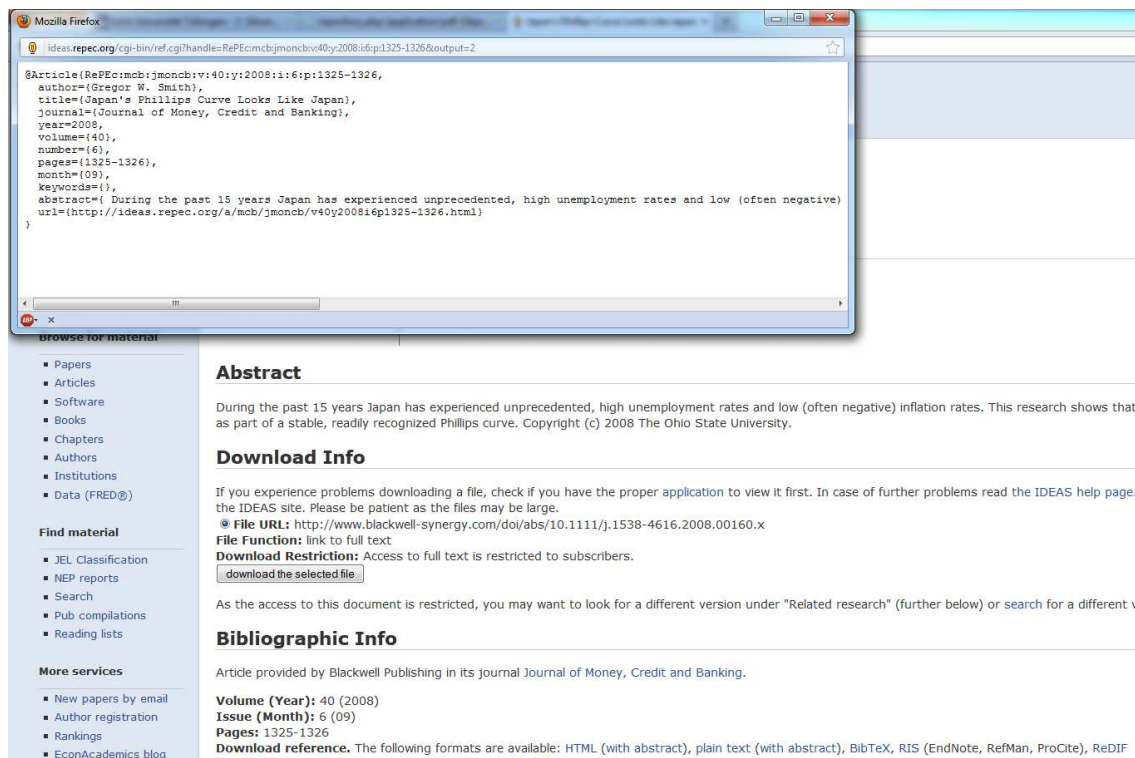 Mozilla Firefox
ideas.repec.org/cgi-bin/ref.cgi?handle=RePEc:mcb:jmoncb:v:40:y:2008:i:6:p:1325-1326&output=2
@Article{RePEc:mcb:jmoncb:v:40:y:2008:i:6:p:1325-1326,
author={Gregor W. Smith},
title={Japan's Phillips Curve Looks Like Japan},
journal={Journal of Money, Credit and Banking},
year=2008,
volume={40},
number={6},
pages={1325-1326},
month={09},
keywords={},
abstract={ During the past 15 years Japan has experienced unprecedented, high unemployment rates and low (often negative)
url={http://ideas.repec.org/a/mcb/jmoncb/v40y2008i6p1325-1326.html}
}
ABP
Browse for material
Papers
Articles
Software
Books
Chapters
Authors
Institutions
Data (FRED®)
Find material
JEL Classification
NEP reports
Search
Pub compilations
Reading lists
More services
New papers by email
Author registration
Rankings
EconAcademics blog
Abstract
During the past 15 years Japan has experienced unprecedented, high unemployment rates and low (often negative) inflation rates. This research shows that
as part of a stable, readily recognized Phillips curve. Copyright (c) 2008 The Ohio State University.
Download Info
If you experience problems downloading a file, check if you have the proper application to view it first. In case of further problems read the IDEAS help page.
the IDEAS site. Please be patient as the files may be large.
File URL: http://www.blackwell-synergy.com/doi/abs/10.1111/j.1538-4616.2008.00160.x
File Function: link to full text
Download Restriction: Access to full text is restricted to subscribers.
download the selected file
As the access to this document is restricted, you may want to look for a different version under "Related research" (further below) or search for a different v
Bibliographic Info
Article provided by Blackwell Publishing in its journal Journal of Money, Credit and Banking.
Volume (Year): 40 (2008)
Issue (Month): 6 (09)
Pages: 1325-1326
Download reference. The following formats are available: HTML (with abstract), plain text (with abstract), BibTeX, RIS (EndNote, RefMan, ProCite), ReDIF